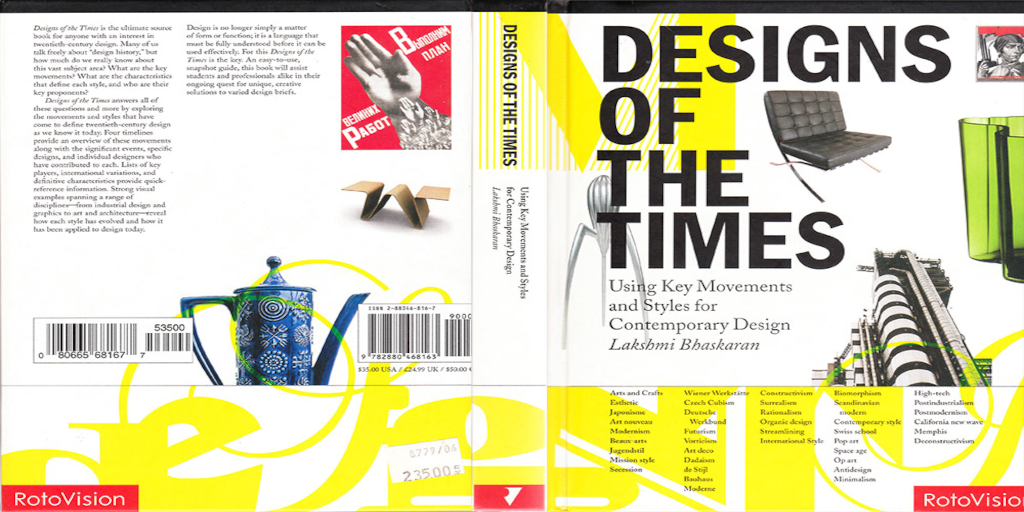 Designs of the Times is the ultimate source
book for anyone with an interest in
twentieth-century design. Many of us
talk freely about "design history," but
how much do we really know about
this vast subject area? What are the key
movements? What are the characteristics
that define each style, and who are their
key proponents?
Designs of the Times answers all of
these questions and more by exploring
the movements and styles that have
come to define twentieth-century design
as we know it today. Four timelines
provide an overview of these movements
along with the significant events, specific
designs, and individual designers who
have contributed to each. Lists of key
players, international variations, and
definitive characteristics provide quick-
reference information. Strong visual
examples spanning a range of
disciplines—from industrial design and
graphics to art and architecture—reveal
how each style has evolved and how it
has been applied to design today.
Design is no longer simply a matter
of form or function; it is a language that
must be fully understood before it can be
used effectively. For this Designs of the
Times is the key. An easy-to-use,
snapshot guide, this book will assist
students and professionals alike in their
ongoing quest for unique, creative
solutions to varied design briefs.
Выполним
план
великих
работ
53500
0 80665 68167 7
ISBN 2-88046-816-7
9000
9 782880 468163
$35.00 USA / £24.99 UK / $50.00 C
8779/05
235005
RotoVision
DESIGNS OF THE TIMES
Using Key Movements and Styles
for Contemporary Design
Lakshmi Bhaskaran
DESIGNS
OF
THE
TIMES
Using Key Movements
and Styles for
Contemporary Design
Lakshmi Bhaskaran
Arts and Crafts
Esthetic
Japonisme
Art nouveau
Modernism
Beaux-arts
Jugendstil
Mission style
Secession
Wiener Werkstätte
Czech Cubism
Deutsche
Werkbund
Futurism
Vorticism
Art deco
Dadaism
de Stijl
Bauhaus
Moderne
Constructivism
Surrealism
Rationalism
Organic design
Streamlining
International Style
Biomorphism
Scandinavian
modern
Contemporary style
Swiss school
Pop art
Space age
Op art
Antidesign
Minimalism
High-tech
Postindustrialism
Postmodernism
California new wave
Memphis
Deconstructivism
RotoVision